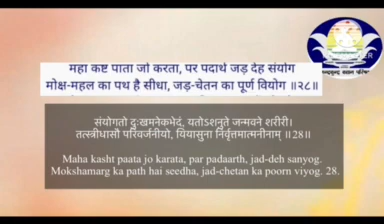 महा कष्ट पाता जो करता, पर पदार्थ जड़ देह संयोग
मोक्ष-महल का पथ है सीधा, जड़-चेतन का पूर्ण वियोग ॥२८॥
संयोगतो दुःखमनेकभेदं, यतोऽशनुते जन्मवने शरीरी।
तत्स्त्रीधासौ परिवर्जनीयो, यियासुना निर्वृत्तमात्मनीनाम् ॥28॥
Maha kasht paata jo karata, par padaarth, jad-deh sanyog.
Mokshamarg ka path hai seedha, jad-chetan ka poorn viyog. 28.